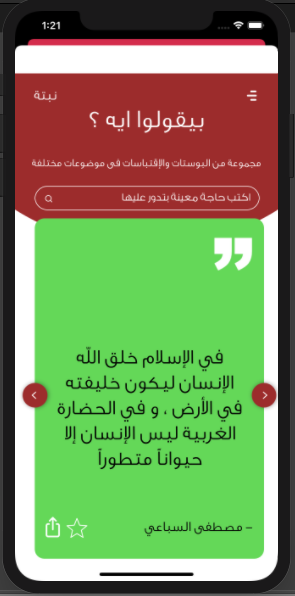 1:21
نبتة
بيقولوا ايه ؟
مجموعة من البوستات والإقتباسات فى موضوعات مختلفة
اكتب حاجة معينة بتدور عليها
في الإسلام خلق الله
الإنسان ليكون خليفته
في الأرض ، و في الحضارة
الغربية ليس الإنسان إلا
حيواناً متطوراً
– مصطفى السباعي